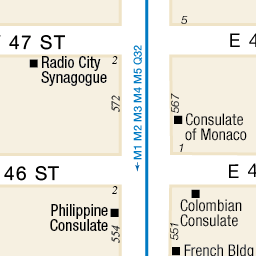 5
47 ST
E 4
Radio City
Synagogue
2
572
M1 M2 M3 M4 M5 Q32
567
Consulate
of Monaco
1
46 ST
E 4
2
Philippine
Consulate
554
Colombian
Consulate
551
French Bldg